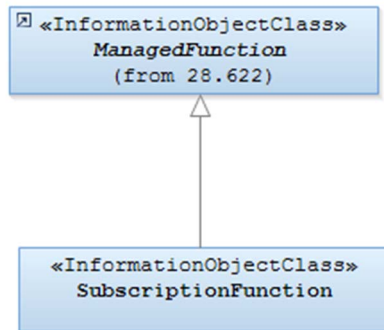 «InformationObjectClass»
ManagedFunction
(from 28.622)
«InformationObjectClass»
SubscriptionFunction